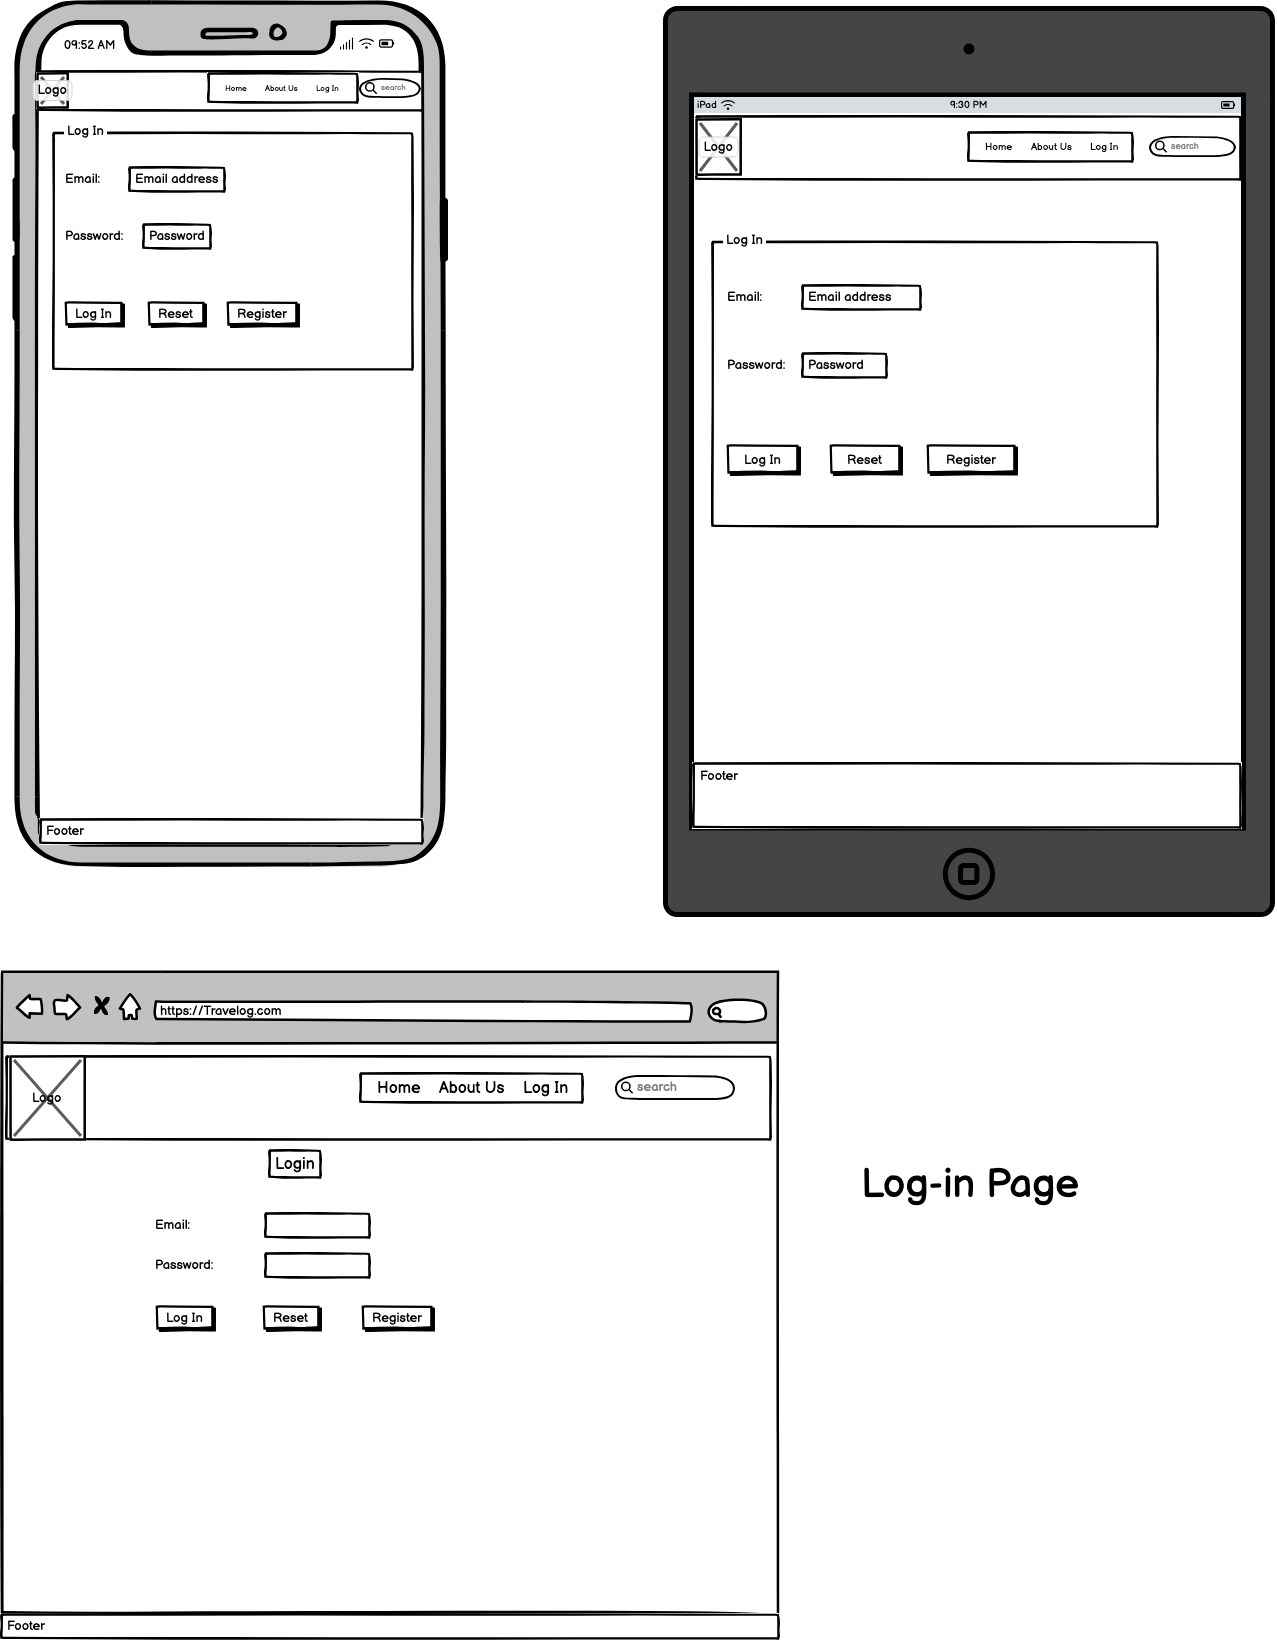 09:52 AM
Logo
Home About Us Log In search
Log In
Email: Email address
Password: Password
Log In Reset Register
Footer
iPad 9:30 PM
Logo Home About Us Log In search
Log In
Email: Email address
Password: Password
Log In Reset Register
Footer
https://Travelog.com
Logo Home About Us Log In search
Login
Email:
Password:
Log In Reset Register
Footer
Log-in Page